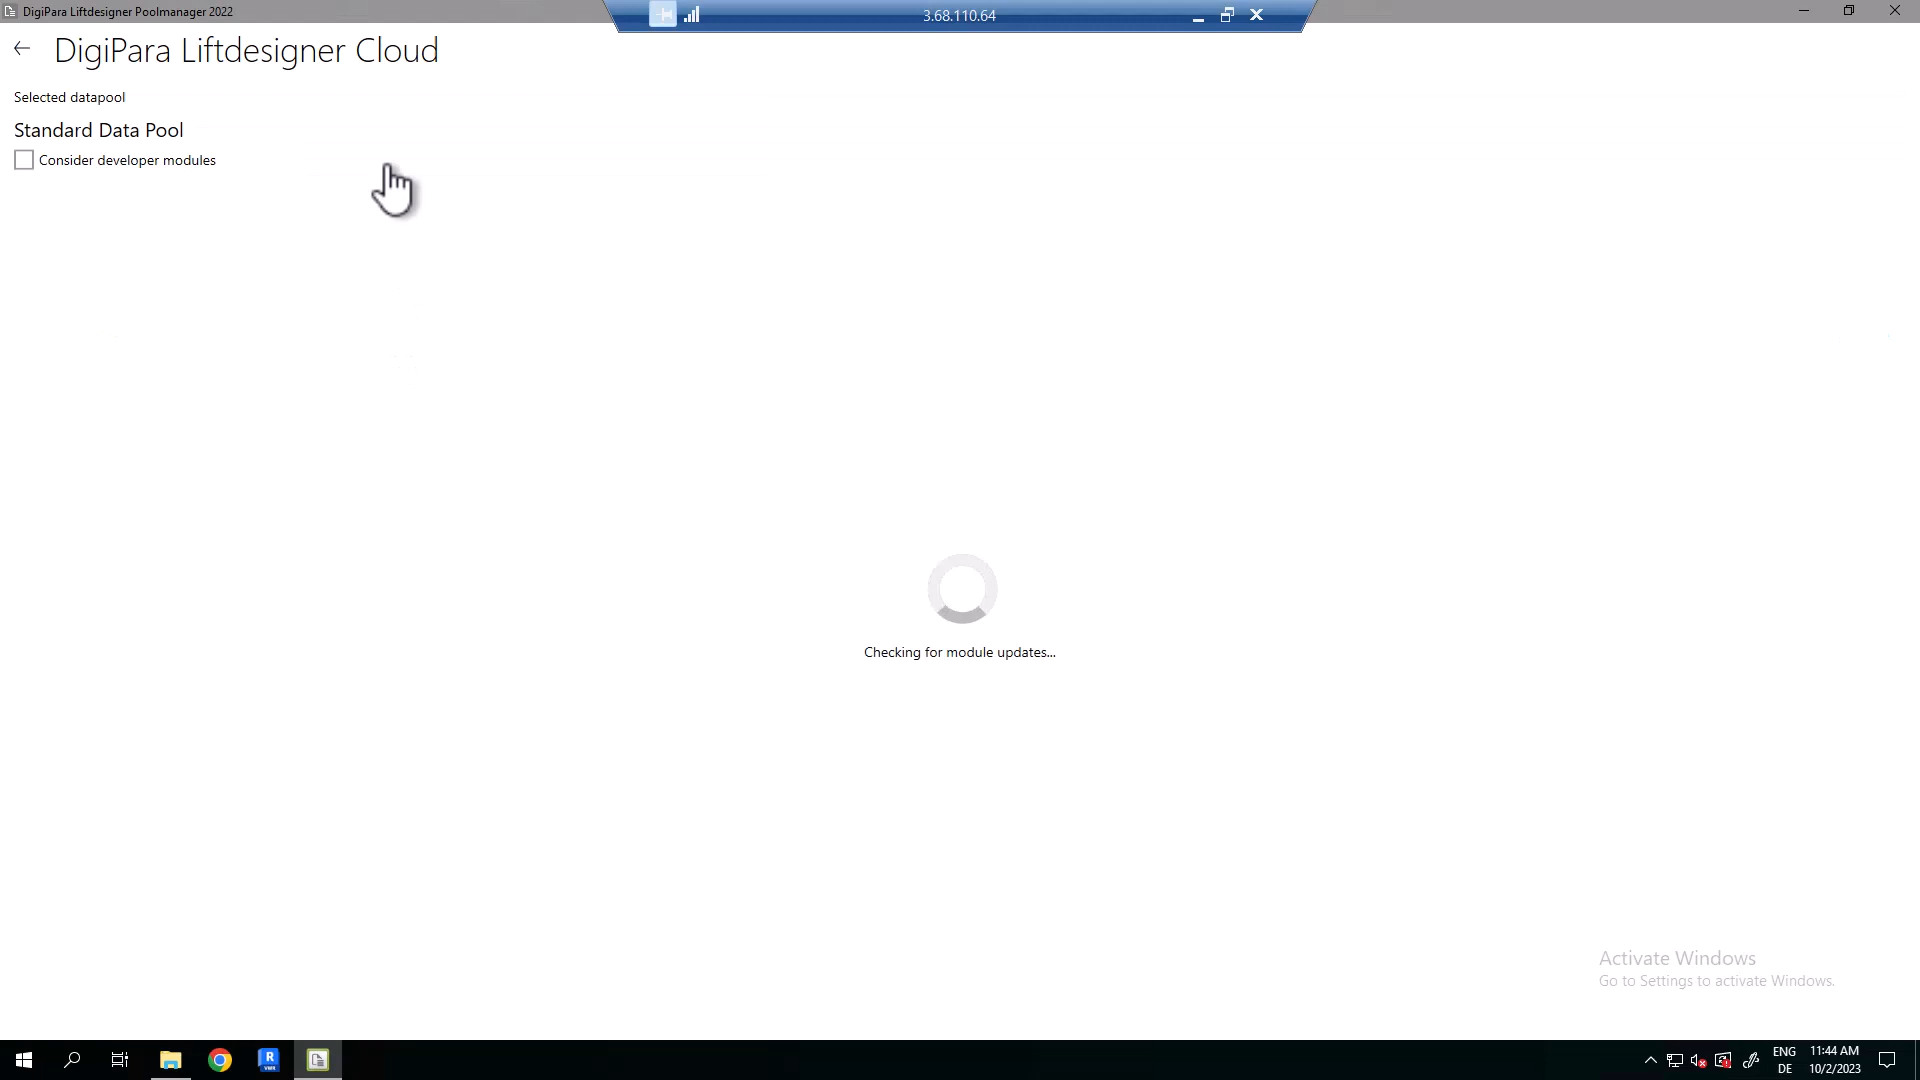 DigiPara Liftdesigner Poolmanager 2022
3.68.110.64
DigiPara Liftdesigner Cloud
Selected datapool
Standard Data Pool
Consider developer modules
Checking for module updates...
Activate Windows
Go to Settings to activate Windows.
R
VWR
ENG
DE
11:44 AM
10/2/2023